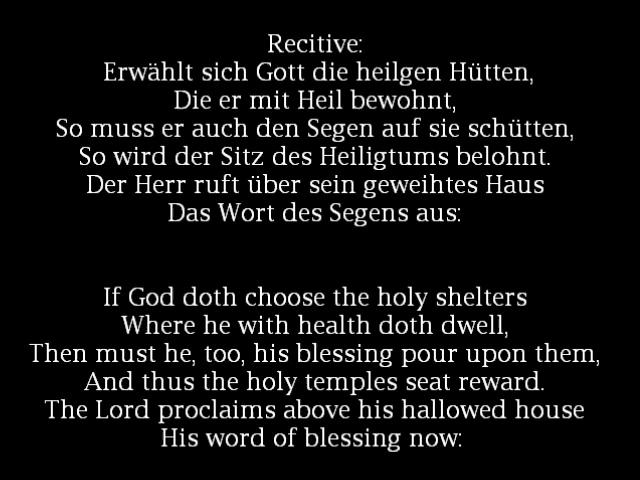 Recitive:
Erwählt sich Gott die heilgen Hütten,
Die er mit Heil bewohnt,
So muss er auch den Segen auf sie schütten,
So wird der Sitz des Heiligtums belohnt.
Der Herr ruft über sein geweihtes Haus
Das Wort des Segens aus:
If God doth choose the holy shelters
Where he with health doth dwell,
Then must he, too, his blessing pour upon them,
And thus the holy temples seat reward.
The Lord proclaims above his hallowed house
His word of blessing now: